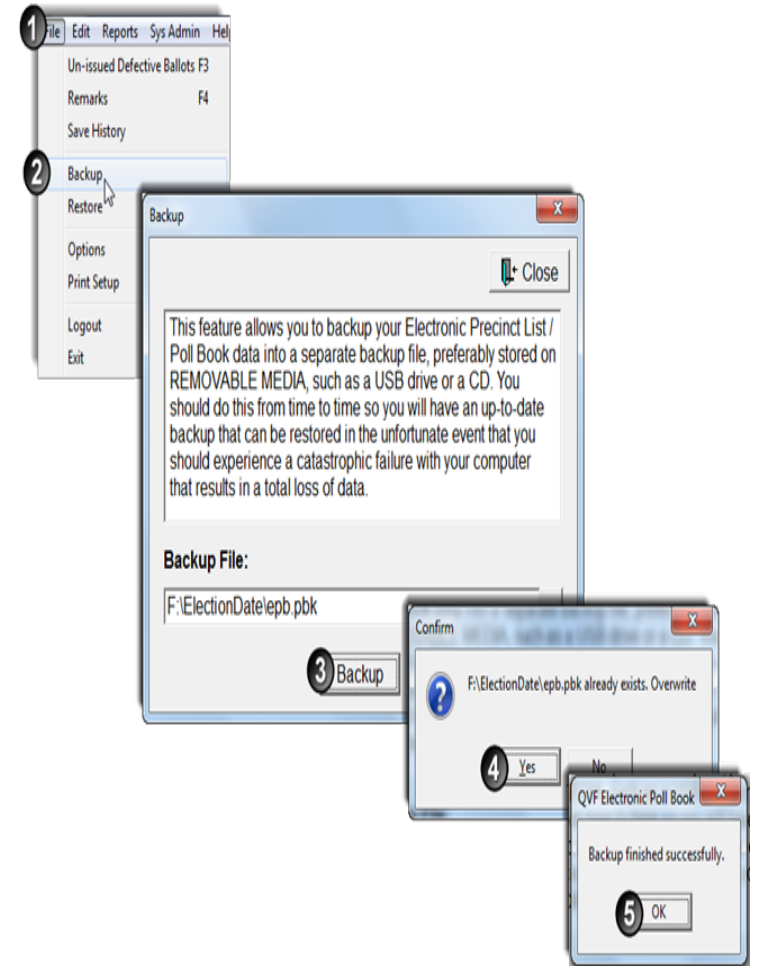 1 File Edit Reports Sys Admin Help
Un-issued Defective Ballots F3
Remarks F4
Save History
2 Backup
Restore
Options
Print Setup
Logout
Exit
Backup
Close
This feature allows you to backup your Electronic Precinct List /
Poll Book data into a separate backup file, preferably stored on
REMOVABLE MEDIA, such as a USB drive or a CD. You
should do this from time to time so you will have an up-to-date
backup that can be restored in the unfortunate event that you
should experience a catastrophic failure with your computer
that results in a total loss of data.
Backup File:
F:\ElectionDate\epb.pbk
3 Backup
Confirm
F:\ElectionDate\epb.pbk already exists. Overwrite
4 Yes No
QVF Electronic Poll Book
Backup finished successfully.
5 OK